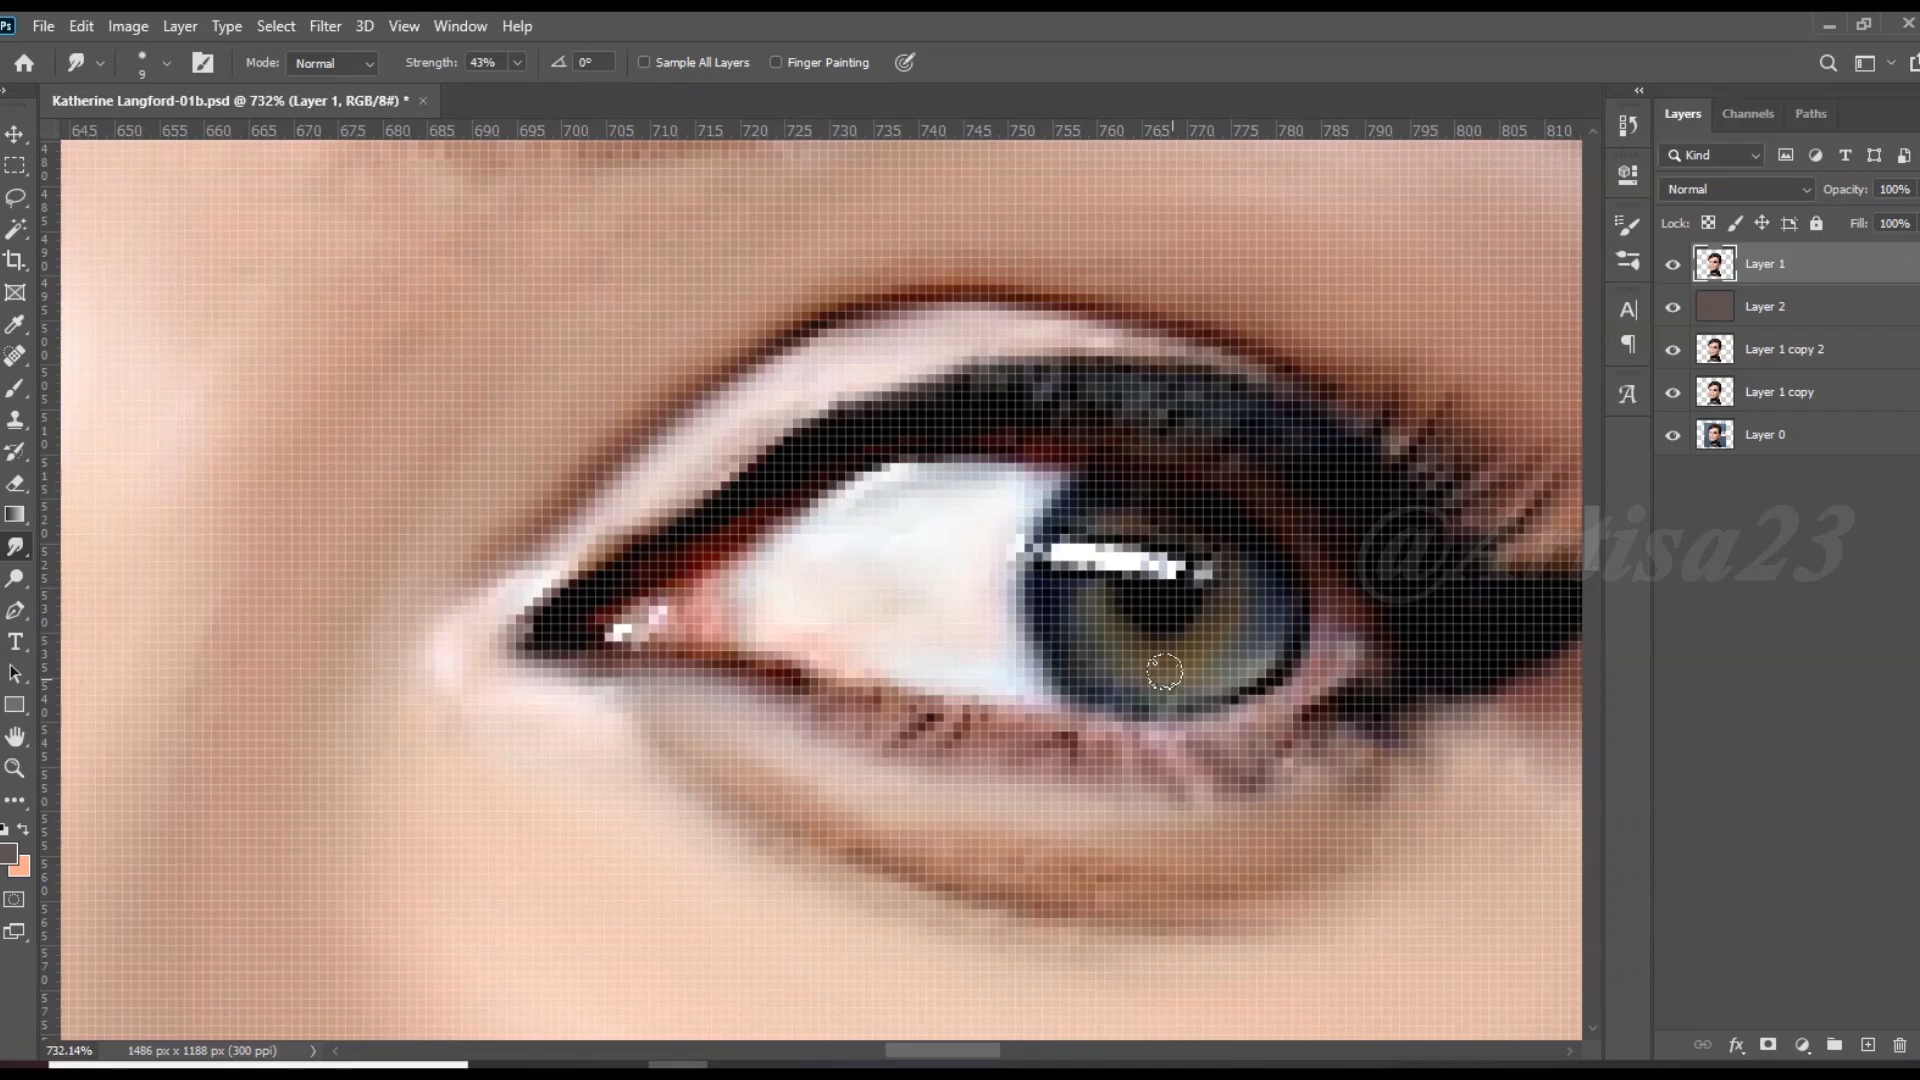 Ps File Edit Image Layer Type Select Filter 3D View Window Help
9 Mode: Normal Strength: 43% 0° Sample All Layers Finger Painting
Katherine Langford-01b.psd @ 732% (Layer 1, RGB/8#) * ×
645 650 655 660 665 670 675 680 685 690 695 700 705 710 715 720 725 730 735 740 745 750 755 760 765 770 775 780 785 790 795 800 810
Layers Channels Paths
Kind
Normal Opacity: 100%
Lock: Fill: 100%
Layer 1
Layer 2
Layer 1 copy 2
Layer 1 copy
Layer 0
@Artisa23
732.14% 1486 px x 1188 px (300 ppi)